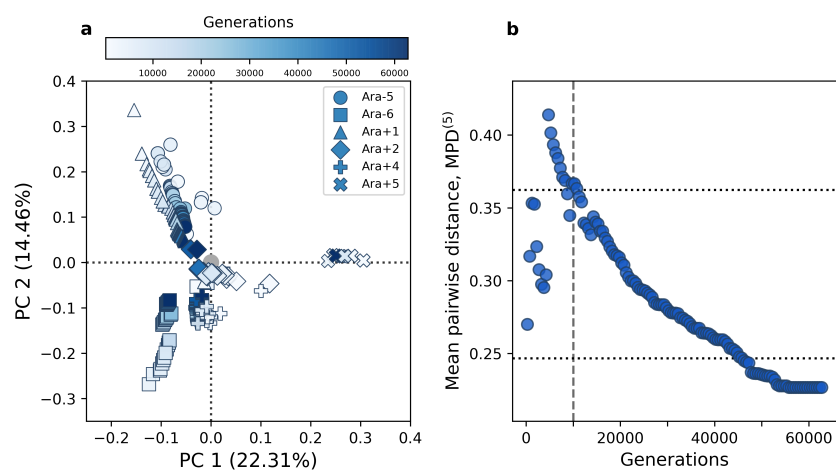 a
Generations
10000 20000 30000 40000 50000 60000
0.4
0.3
0.2
0.1
0.0
−0.1
−0.2
−0.3
PC 2 (14.46%)
Ara-5
Ara-6
Ara+1
Ara+2
Ara+4
Ara+5
−0.2 −0.1 0.0 0.1 0.2 0.3 0.4
PC 1 (22.31%)
b
0.40
0.35
0.30
0.25
Mean pairwise distance, MPD(5)
0 20000 40000 60000
Generations